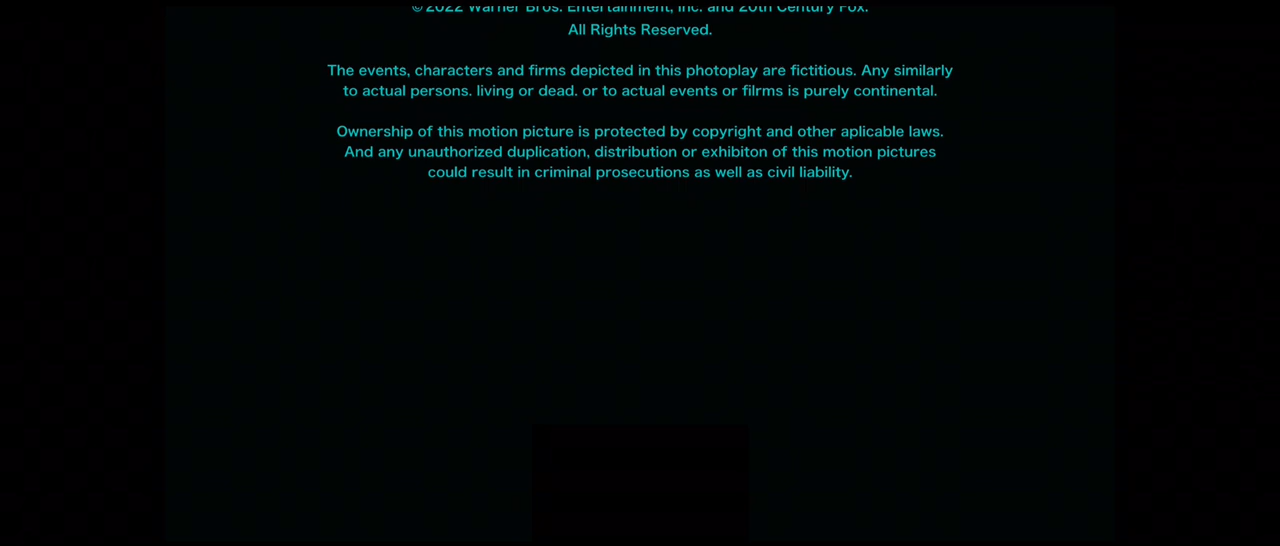 ©2022 Warner Bros. Entertainment, Inc. and 20th Century Fox.
All Rights Reserved.
The events, characters and firms depicted in this photoplay are fictitious. Any similarly
to actual persons. living or dead. or to actual events or filrms is purely continental.
Ownership of this motion picture is protected by copyright and other aplicable laws.
And any unauthorized duplication, distribution or exhibiton of this motion pictures
could result in criminal prosecutions as well as civil liability.